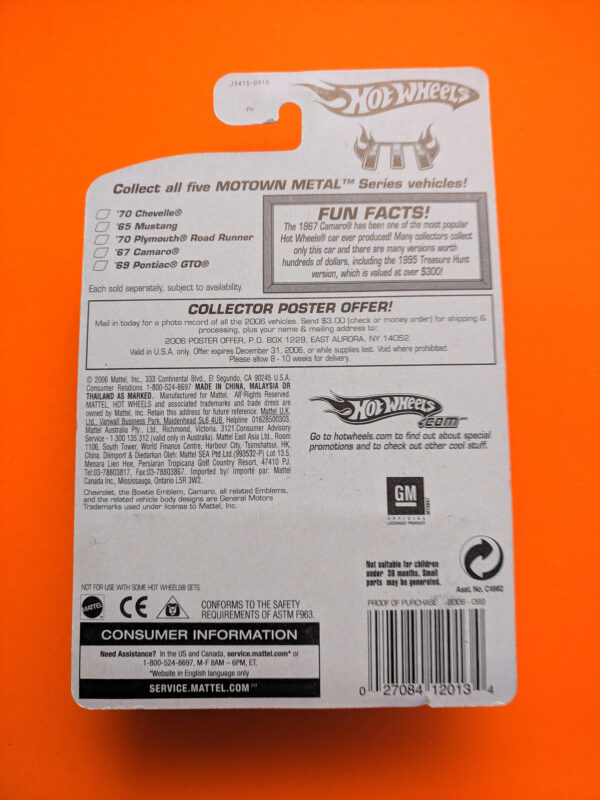 J3415-0910
HOT WHEELS
Collect all five MOTOWN METAL™ Series vehicles!
'70 Chevelle®
'65 Mustang
'70 Plymouth® Road Runner
'67 Camaro®
'69 Pontiac® GTO®
Each sold separately, subject to availability.
FUN FACTS!
The 1967 Camaro® has been one of the most popular
Hot Wheels® car ever produced! Many collectors collect
only this car and there are many versions worth
hundreds of dollars, including the 1995 Treasure Hunt
version, which is valued at over $300!
COLLECTOR POSTER OFFER!
Mail in today for a photo record of all the 2006 vehicles. Send $3.00 (check or money order) for shipping &
processing, plus your name & mailing address to:
2006 POSTER OFFER, P.O. BOX 1229, EAST AURORA, NY 14052.
Valid in U.S.A. only. Offer expires December 31, 2006, or while supplies last. Void where prohibited.
Please allow 8 - 10 weeks for delivery.
© 2006 Mattel, Inc., 333 Continental Blvd., El Segundo, CA 90245 U.S.A.
Consumer Relations 1-800-524-8697. MADE IN CHINA, MALAYSIA OR
THAILAND AS MARKED. Manufactured for Mattel. All Rights Reserved.
MATTEL, HOT WHEELS and associated trademarks and trade dress are
owned by Mattel, Inc. Retain this address for future reference: Mattel U.K.
Ltd., Vanwall Business Park, Maidenhead SL6 4UB. Helpline 01628500303.
Mattel Australia Pty., Ltd., Richmond, Victoria. 3121.Consumer Advisory
Service - 1 300 135 312 (valid only in Australia). Mattel East Asia Ltd., Room
1106, South Tower, World Finance Centre, Harbour City, Tsimshatsui, HK,
China. Diimport & Diedarkan Oleh: Mattel SEA Ptd.Ltd.(993532-P) Lot 13.5,
Menara Lien Hoe, Persiaran Tropicana Golf Country Resort, 47410 PJ.
Tel:03-78803817, Fax:03-78803867. Imported by/ Importé par: Mattel
Canada Inc., Mississauga, Ontario L5R 3W2.
Chevrolet, the Bowtie Emblem, Camaro, all related Emblems,
and the related vehicle body designs are General Motors
Trademarks used under license to Mattel, Inc.
HOT WHEELS
.com™
Go to hotwheels.com to find out about special
promotions and to check out other cool stuff.
GM
OFFICIAL
LICENSED PRODUCT
Not suitable for children
under 36 months. Small
parts may be generated.
Asst. No. C4982
NOT FOR USE WITH SOME HOT WHEELS® SETS.
MATTEL
CE
CONFORMS TO THE SAFETY
REQUIREMENTS OF ASTM F963.
CONSUMER INFORMATION
Need Assistance? In the US and Canada, service.mattel.com* or
1-800-524-8697, M-F 8AM – 6PM, ET.
*Website in English language only
SERVICE.MATTEL.COM™
PROOF OF PURCHASE 2006 - 089
0 27084 12013 4